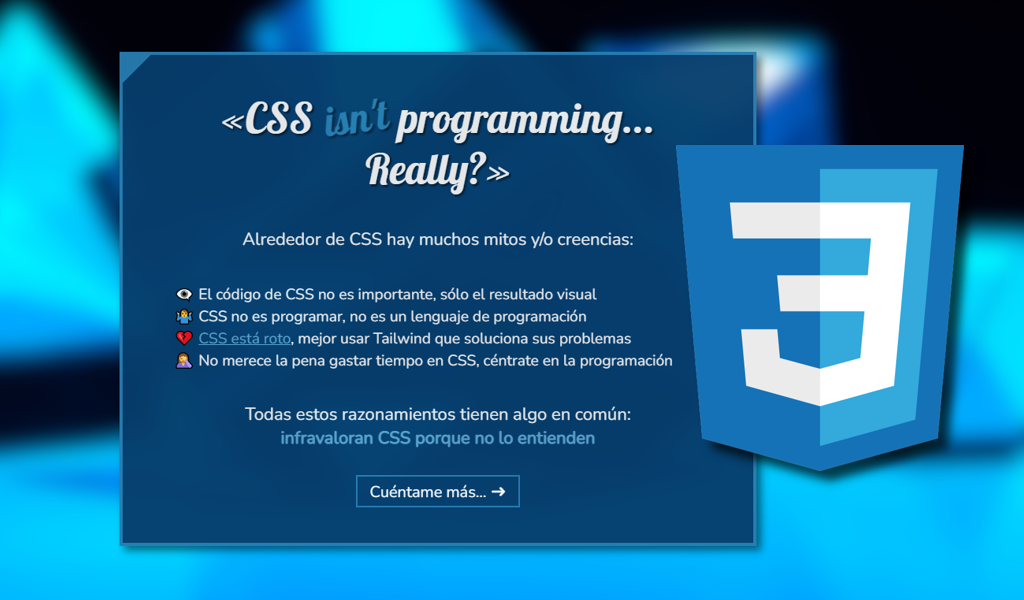 «CSS isn't programming...
Really?»
Alrededor de CSS hay muchos mitos y/o creencias:
👁️ El código de CSS no es importante, sólo el resultado visual
🤷 CSS no es programar, no es un lenguaje de programación
💔 CSS está roto, mejor usar Tailwind que soluciona sus problemas
🤦 No merece la pena gastar tiempo en CSS, céntrate en la programación
Todas estos razonamientos tienen algo en común:
infravaloran CSS porque no lo entienden
Cuéntame más... ➜
3